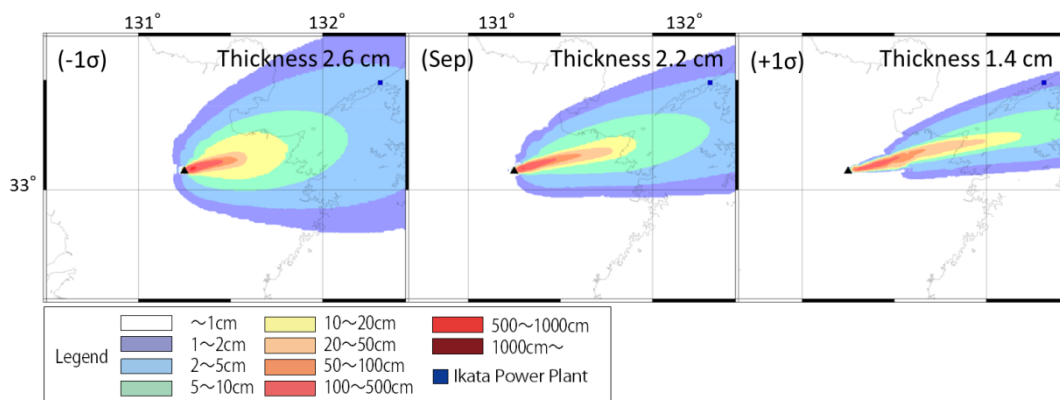 131° 132° 131° 132°
(-1σ) Thickness 2.6 cm (Sep) Thickness 2.2 cm (+1σ) Thickness 1.4 cm
33°
Legend
～1cm
1～2cm
2～5cm
5～10cm
10～20cm
20～50cm
50～100cm
100～500cm
500～1000cm
1000cm～
Ikata Power Plant